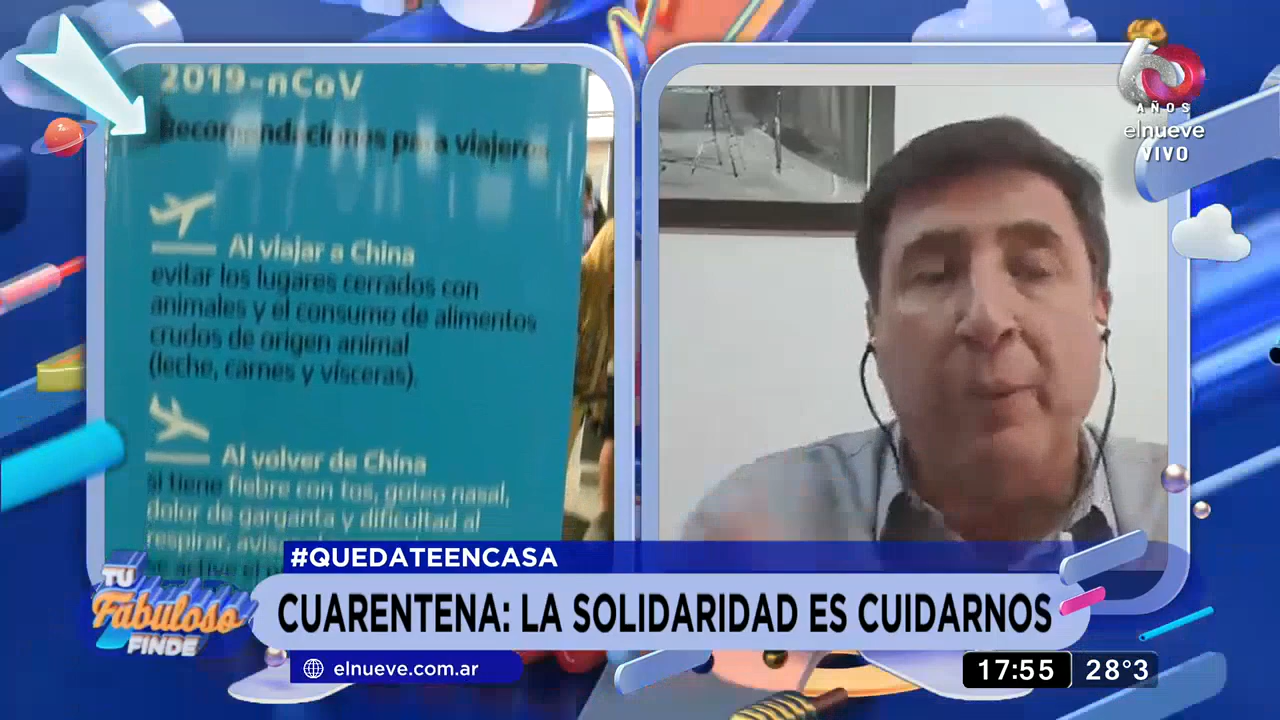 2019-nCoV
Recomendaciones para viajeros
Al viajar a China
evitar los lugares cerrados con
animales y el consumo de alimentos
crudos de origen animal
(leche, carnes y vísceras).
Al volver de China
si tiene fiebre con tos, goteo nasal,
dolor de garganta y dificultad al
respirar,
60
AÑOS
elnueve
VIVO
#QUEDATEENCASA
CUARENTENA: LA SOLIDARIDAD ES CUIDARNOS
TU
Fabuloso
FINDE
elnueve.com.ar
17:55
28°3